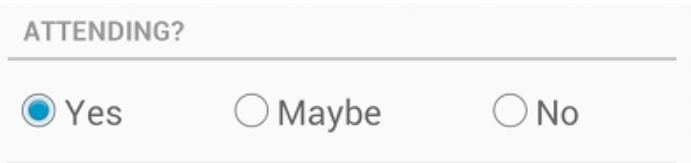 ATTENDING?
Yes Maybe No